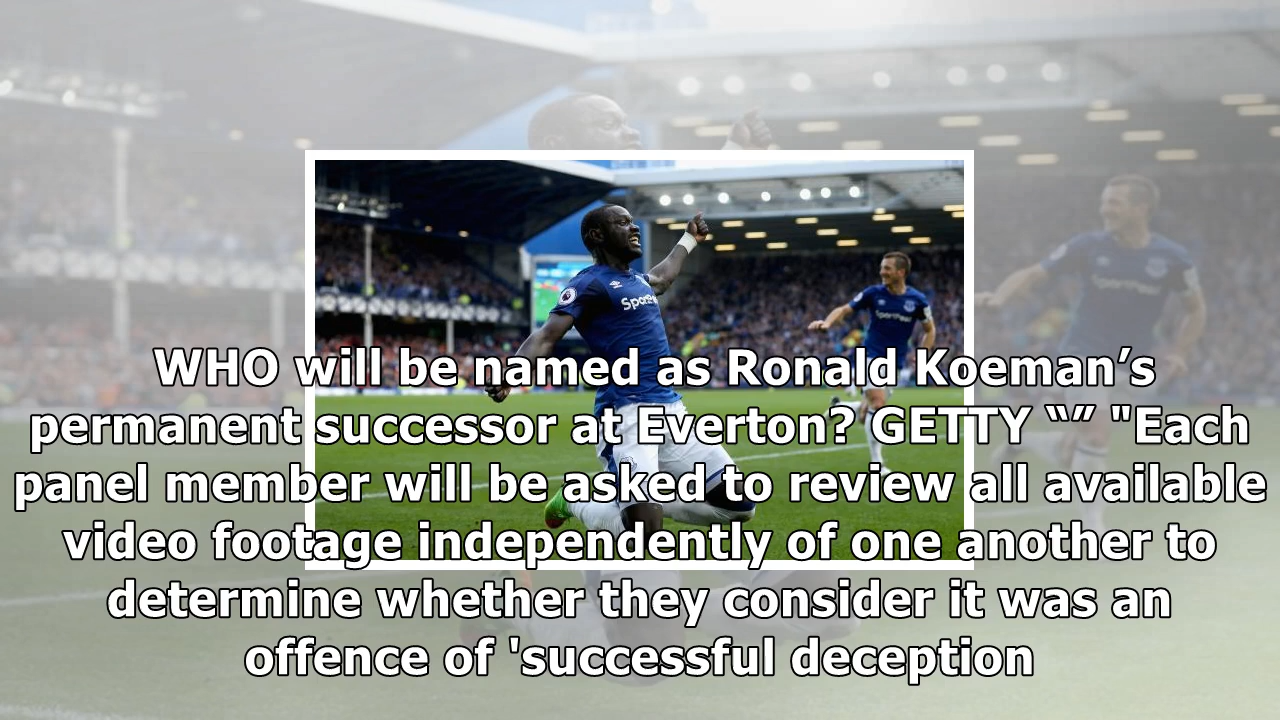 WHO will be named as Ronald Koeman’s
permanent successor at Everton? GETTY “” "Each
panel member will be asked to review all available
video footage independently of one another to
determine whether they consider it was an
offence of 'successful deception